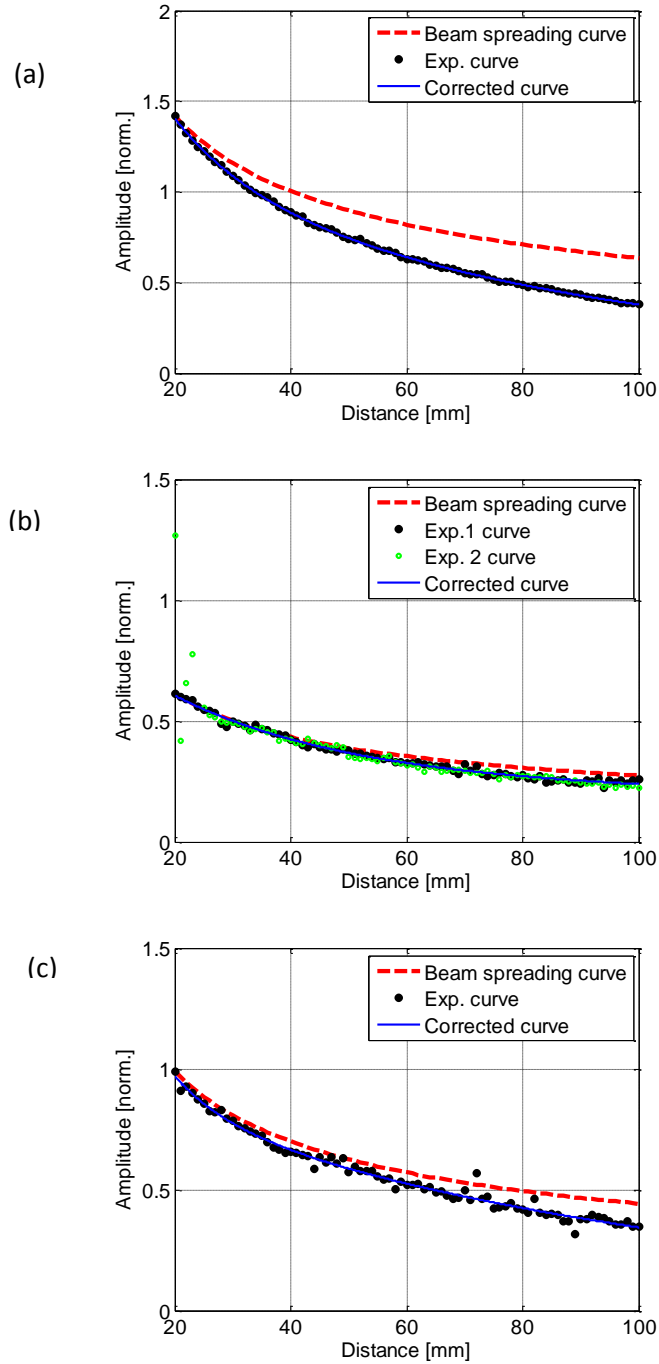 (a)
2
1.5
1
0.5
0
Amplitude [norm.]
Beam spreading curve
Exp. curve
Corrected curve
20 40 60 80 100
Distance [mm]
(b)
1.5
1
0.5
0
Amplitude [norm.]
Beam spreading curve
Exp.1 curve
Exp. 2 curve
Corrected curve
20 40 60 80 100
Distance [mm]
(c)
1.5
1
0.5
0
Amplitude [norm.]
Beam spreading curve
Exp. curve
Corrected curve
20 40 60 80 100
Distance [mm]